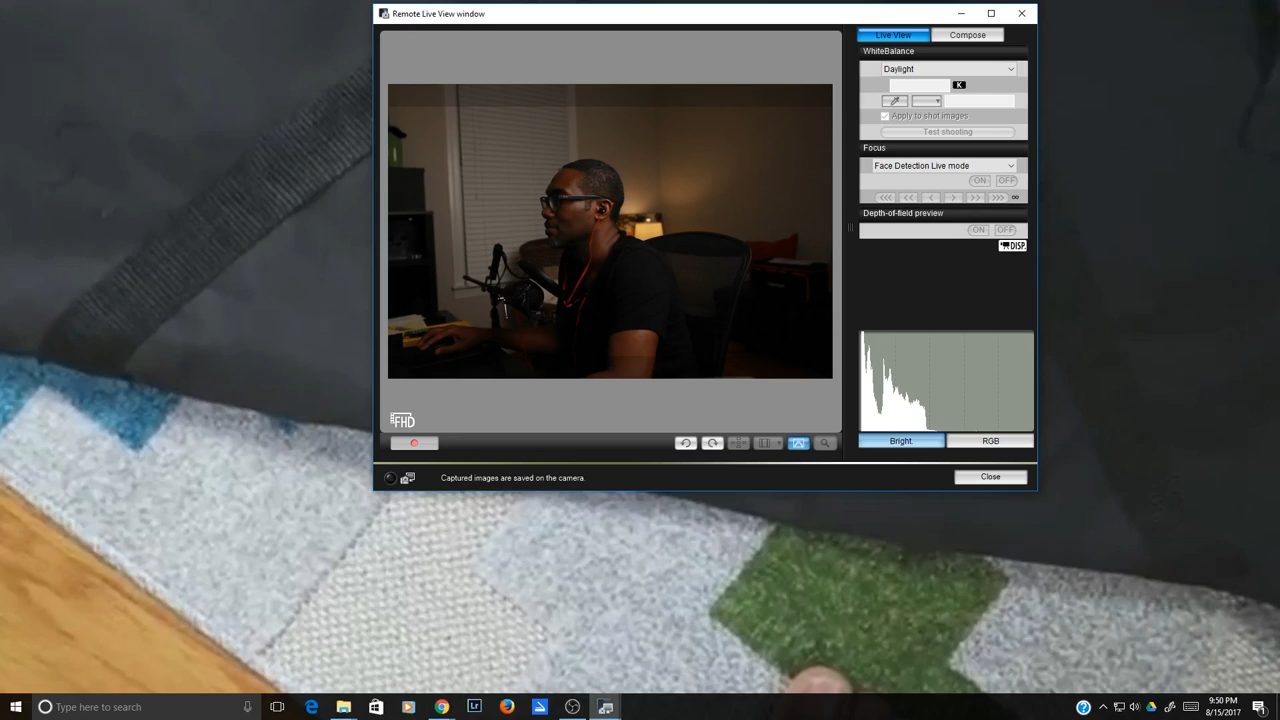 Remote Live View window
Live View
Compose
WhiteBalance
Daylight
K
Apply to shot images
Test shooting
Focus
Face Detection Live mode
ON
OFF
<<<
<<
<
>
>>
>>>
∞
Depth-of-field preview
ON
OFF
DISP.
FHD
Bright.
RGB
Captured images are saved on the camera.
Close
Type here to search
Lr
9:50 PM
8/15/2017